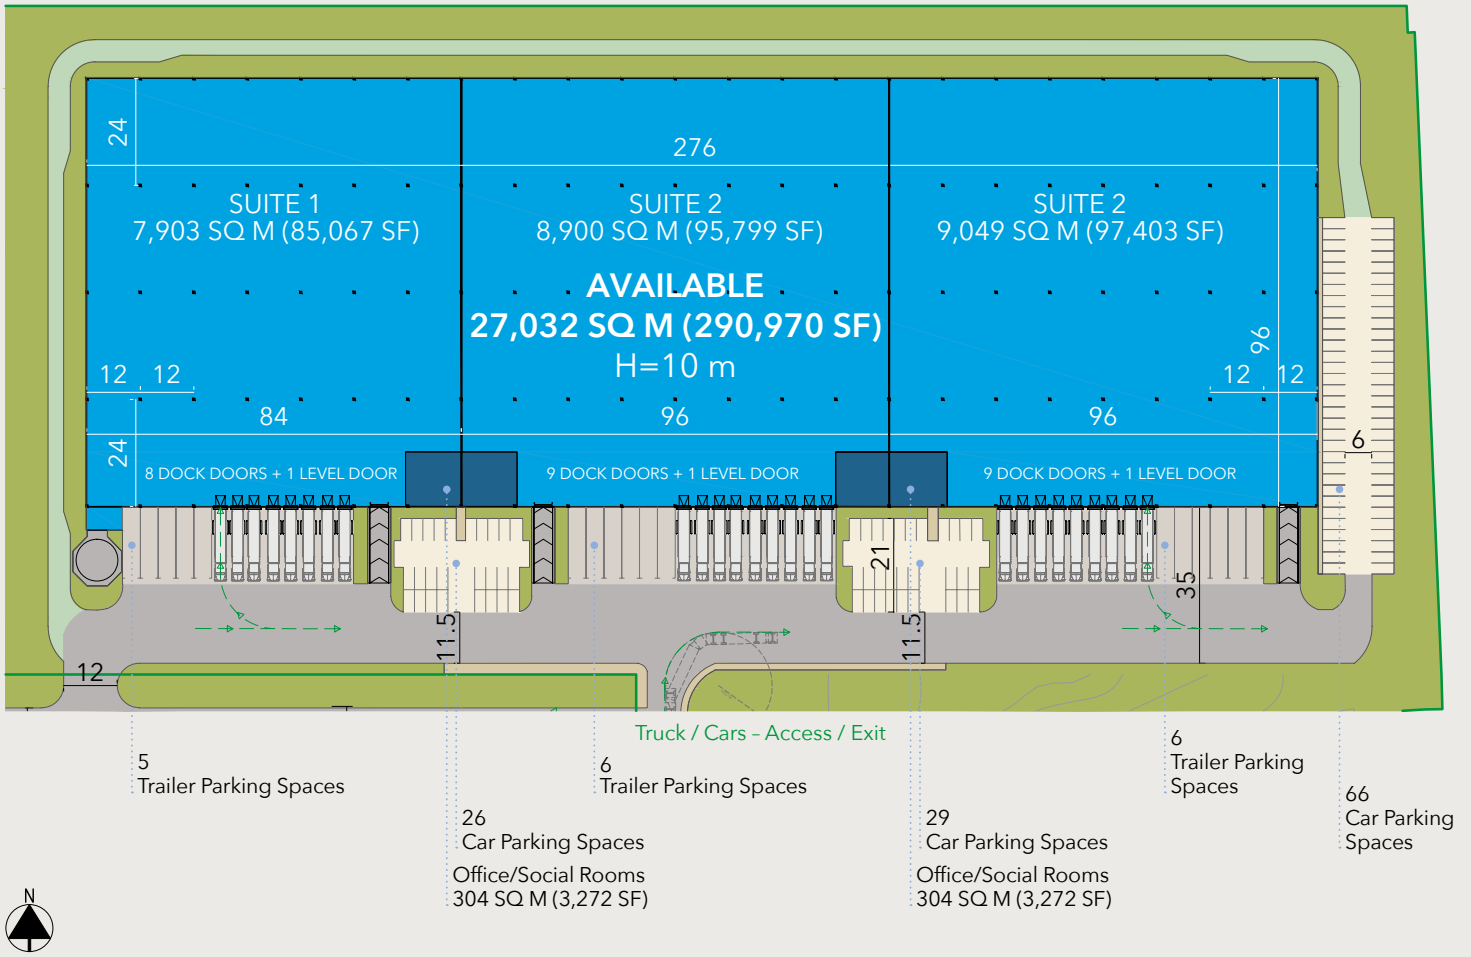 24
276
SUITE 1
7,903 SQ M (85,067 SF)
SUITE 2
8,900 SQ M (95,799 SF)
SUITE 2
9,049 SQ M (97,403 SF)
AVAILABLE
27,032 SQ M (290,970 SF)
H=10 m
96
12 12
12 12
84
96
96
24
6
8 DOCK DOORS + 1 LEVEL DOOR
9 DOCK DOORS + 1 LEVEL DOOR
9 DOCK DOORS + 1 LEVEL DOOR
21
35
11.5
11.5
12
Truck / Cars – Access / Exit
5
Trailer Parking Spaces
6
Trailer Parking Spaces
6
Trailer Parking
Spaces
66
Car Parking
Spaces
26
Car Parking Spaces
29
Car Parking Spaces
Office/Social Rooms
304 SQ M (3,272 SF)
Office/Social Rooms
304 SQ M (3,272 SF)
N